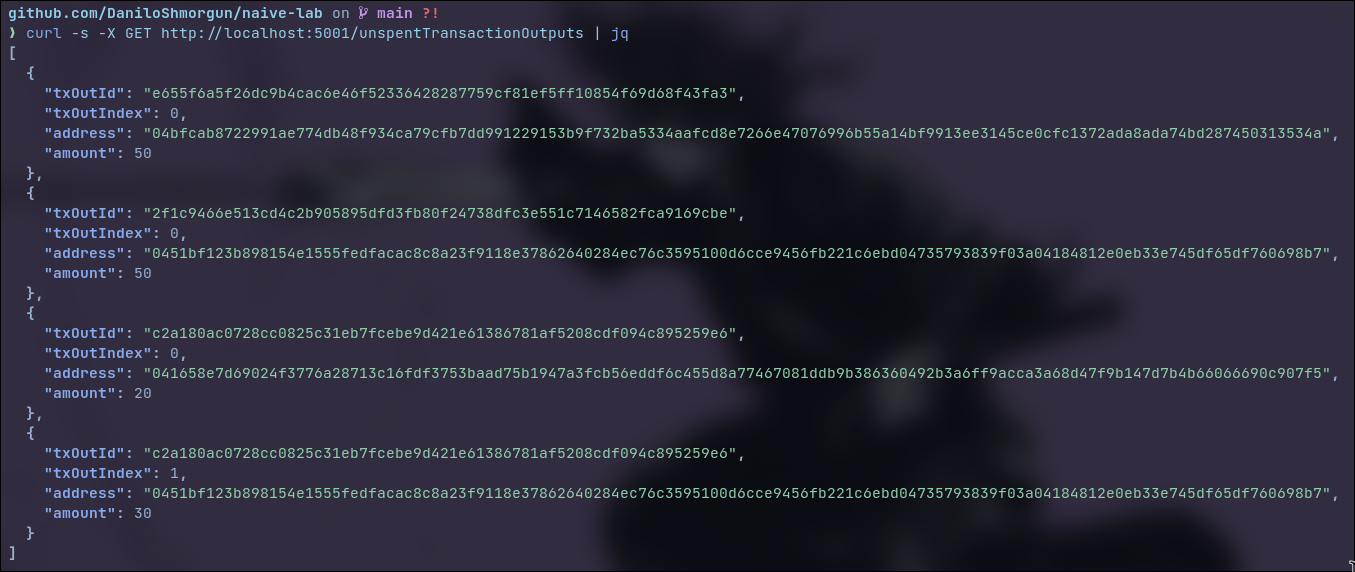 github.com/DaniloShmorgun/naive-lab on main ?!
❯ curl -s -X GET http://localhost:5001/unspentTransactionOutputs | jq
[
  {
    "txOutId": "e655f6a5f26dc9b4cac6e46f52336428287759cf81ef5ff10854f69d68f43fa3",
    "txOutIndex": 0,
    "address": "04bfcab8722991ae774db48f934ca79cfb7dd991229153b9f732ba5334aafcd8e7266e47076996b55a14bf9913ee3145ce0cfc1372ada8ada74bd287450313534a",
    "amount": 50
  },
  {
    "txOutId": "2f1c9466e513cd4c2b905895dfd3fb80f24738dfc3e551c7146582fca9169cbe",
    "txOutIndex": 0,
    "address": "0451bf123b898154e1555fedfacac8c8a23f9118e37862640284ec76c3595100d6cce9456fb221c6ebd04735793839f03a04184812e0eb33e745df65df760698b7",
    "amount": 50
  },
  {
    "txOutId": "c2a180ac0728cc0825c31eb7fcebe9d421e61386781af5208cdf094c895259e6",
    "txOutIndex": 0,
    "address": "041658e7d69024f3776a28713c16fdf3753baad75b1947a3fcb56eddf6c455d8a77467081ddb9b386360492b3a6ff9acca3a68d47f9b147d7b4b66066690c907f5",
    "amount": 20
  },
  {
    "txOutId": "c2a180ac0728cc0825c31eb7fcebe9d421e61386781af5208cdf094c895259e6",
    "txOutIndex": 1,
    "address": "0451bf123b898154e1555fedfacac8c8a23f9118e37862640284ec76c3595100d6cce9456fb221c6ebd04735793839f03a04184812e0eb33e745df65df760698b7",
    "amount": 30
  }
]